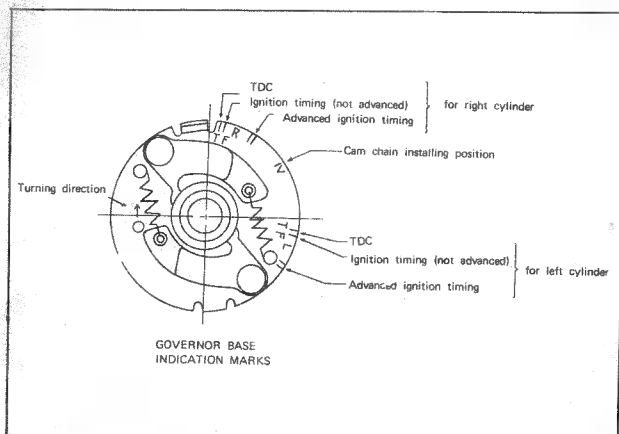 TDC
Ignition timing (not advanced)
Advanced ignition timing
for right cylinder
T F R
Cam chain installing position
2
Turning direction
T F L
TDC
Ignition timing (not advanced)
Advanced ignition timing
for left cylinder
GOVERNOR BASE
INDICATION MARKS